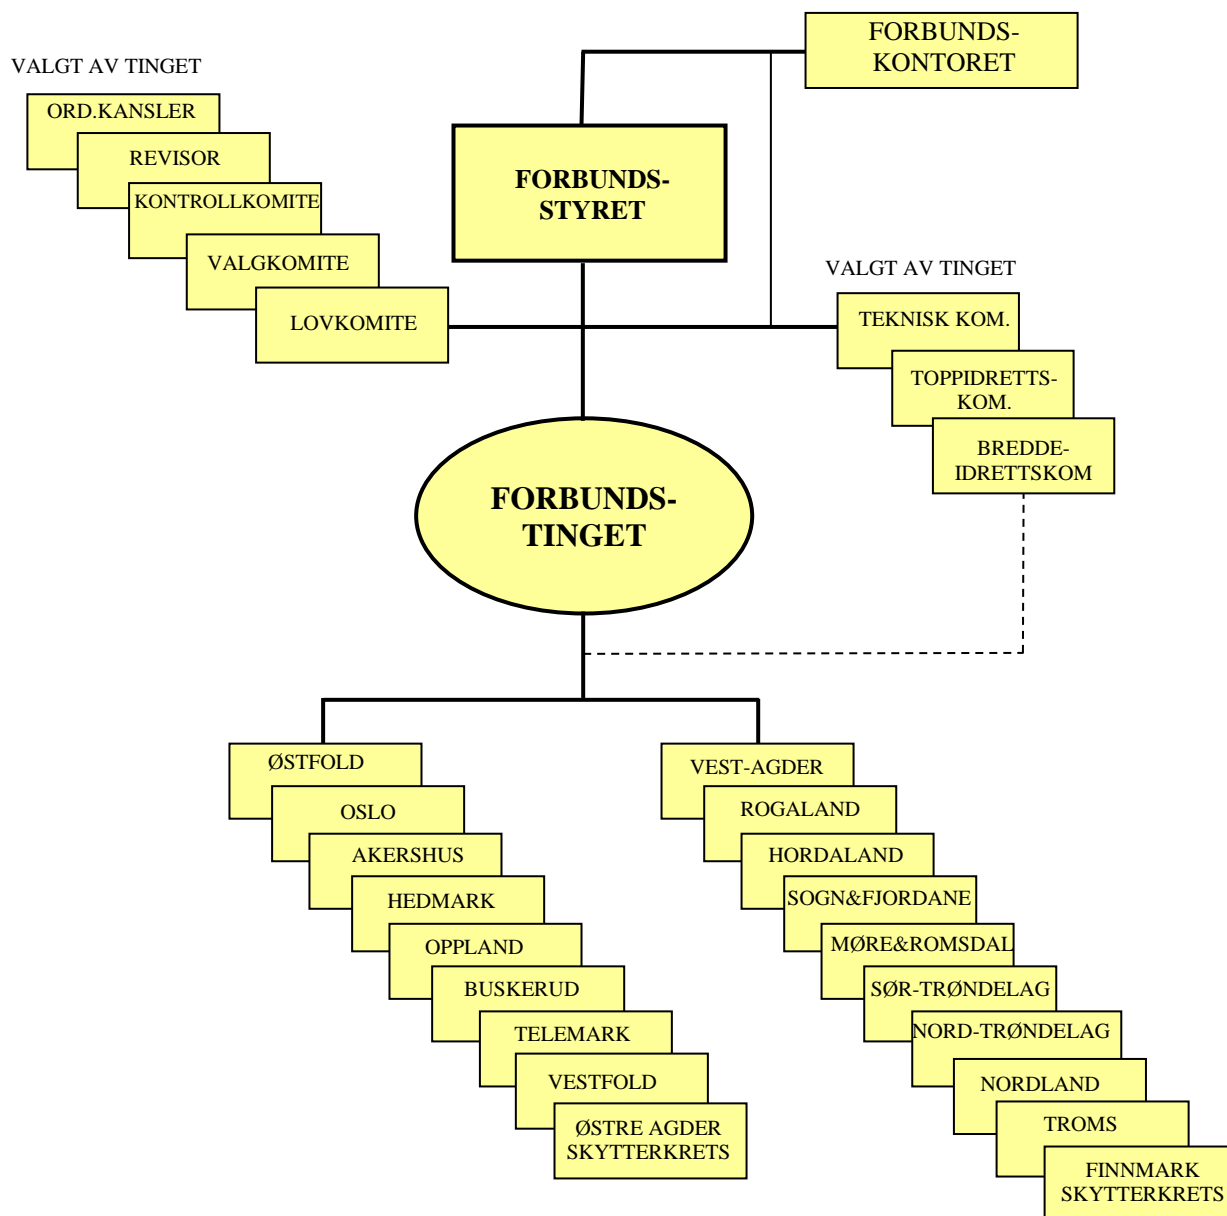 FORBUNDS-
KONTORET
VALGT AV TINGET
ORD.KANSLER
REVISOR
KONTROLLKOMITE
VALGKOMITE
LOVKOMITE
FORBUNDS-
STYRET
VALGT AV TINGET
TEKNISK KOM.
TOPPIDRETTS-
KOM.
BREDDE-
IDRETTSKOM
FORBUNDS-
TINGET
ØSTFOLD
OSLO
AKERSHUS
HEDMARK
OPPLAND
BUSKERUD
TELEMARK
VESTFOLD
ØSTRE AGDER
SKYTTERKRETS
VEST-AGDER
ROGALAND
HORDALAND
SOGN&FJORDANE
MØRE&ROMSDAL
SØR-TRØNDELAG
NORD-TRØNDELAG
NORDLAND
TROMS
FINNMARK
SKYTTERKRETS